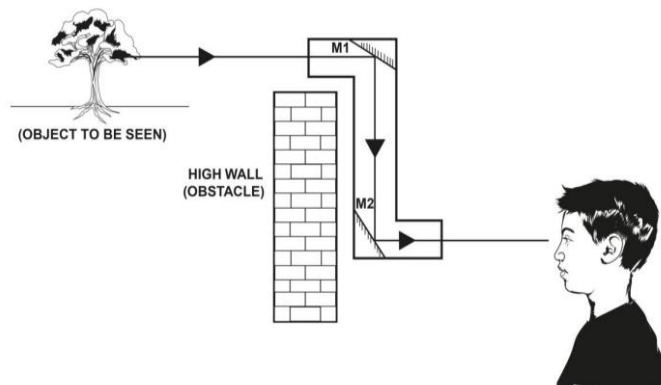 M1
(OBJECT TO BE SEEN)
HIGH WALL
(OBSTACLE)
M2